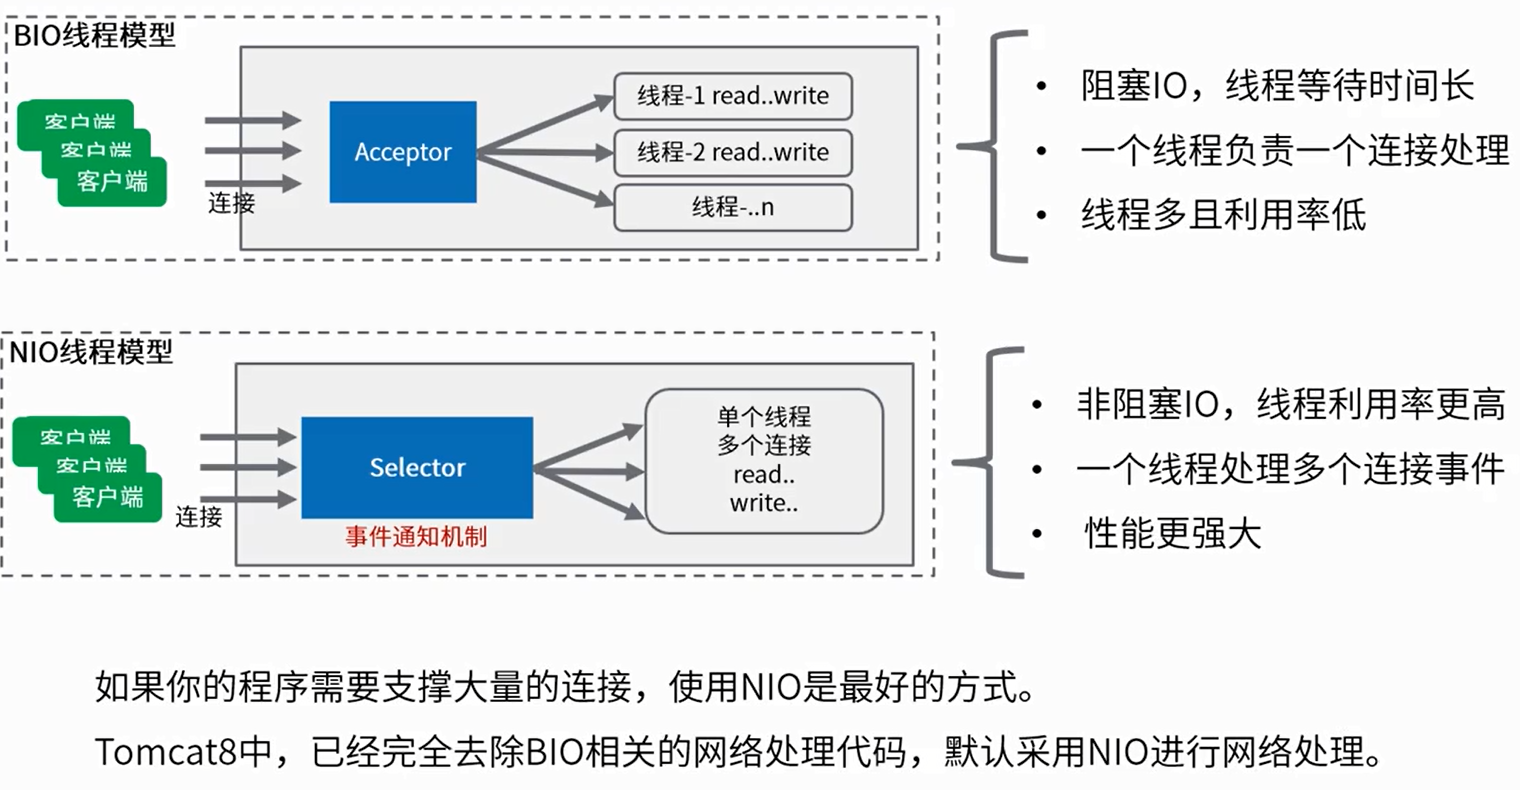 BIO线程模型
客户端
客户端
客户端
连接
Acceptor
线程-1 read..write
线程-2 read..write
线程-..n
• 阻塞IO，线程等待时间长
• 一个线程负责一个连接处理
• 线程多且利用率低
NIO线程模型
客户端
客户端
客户端
连接
Selector
事件通知机制
单个线程
多个连接
read..
write..
• 非阻塞IO，线程利用率更高
• 一个线程处理多个连接事件
• 性能更强大
如果你的程序需要支撑大量的连接，使用NIO是最好的方式。
Tomcat8中，已经完全去除BIO相关的网络处理代码，默认采用NIO进行网络处理。